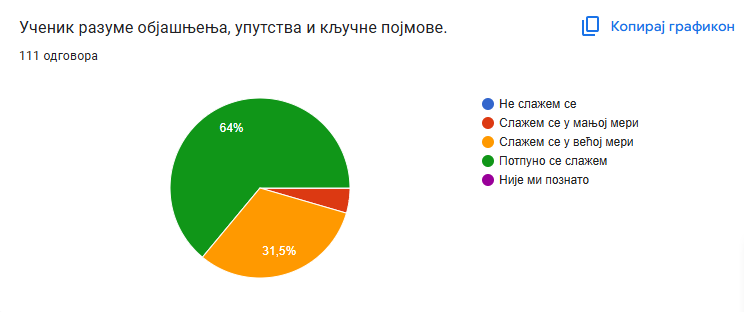 Ученик разуме објашњења, упутства и кључне појмове.
Копирај графикон
111 одговора
64%
31,5%
Не слажем се
Слажем се у мањој мери
Слажем се у већој мери
Потпуно се слажем
Није ми познато